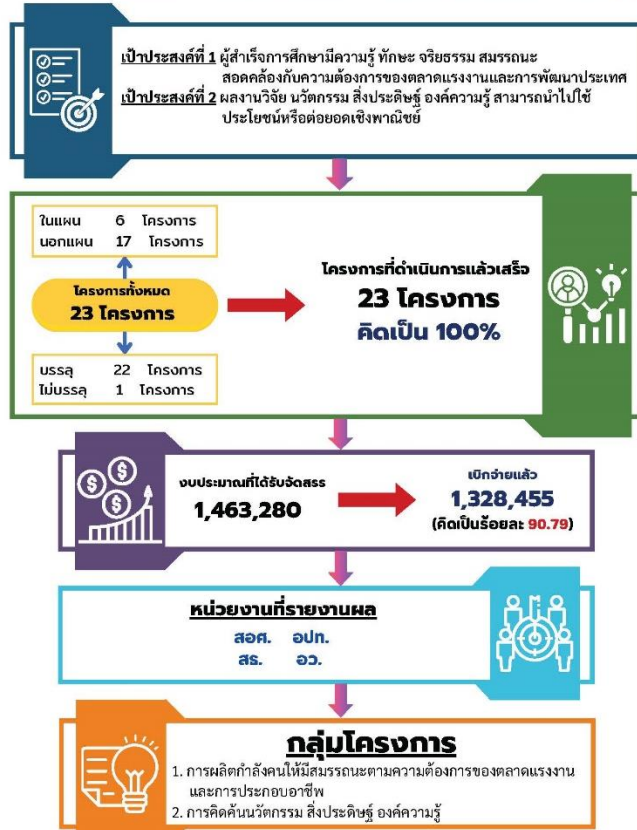 เป้าประสงค์ที่ 1 ผู้สำเร็จการศึกษามีความรู้ ทักษะ จริยธรรม สมรรถนะ
สอดคล้องกับความต้องการของตลาดแรงงานและการพัฒนาประเทศ
เป้าประสงค์ที่ 2 ผลงานวิจัย นวัตกรรม สิ่งประดิษฐ์ องค์ความรู้ สามารถนำไปใช้
ประโยชน์หรือต่อยอดเชิงพาณิชย์
ในแผน 6 โครงการ
นอกแผน 17 โครงการ
โครงการทั้งหมด
23 โครงการ
บรรลุ 22 โครงการ
ไม่บรรลุ 1 โครงการ
โครงการที่ดำเนินการแล้วเสร็จ
23 โครงการ
คิดเป็น 100%
งบประมาณที่ได้รับจัดสรร
1,463,280
เบิกจ่ายแล้ว
1,328,455
(คิดเป็นร้อยละ 90.79)
หน่วยงานที่รายงานผล
สอศ. อปท.
สธ. อว.
กลุ่มโครงการ
1. การผลิตกำลังคนให้มีสมรรถนะตามความต้องการของตลาดแรงงาน
และการประกอบอาชีพ
2. การคิดค้นนวัตกรรม สิ่งประดิษฐ์ องค์ความรู้